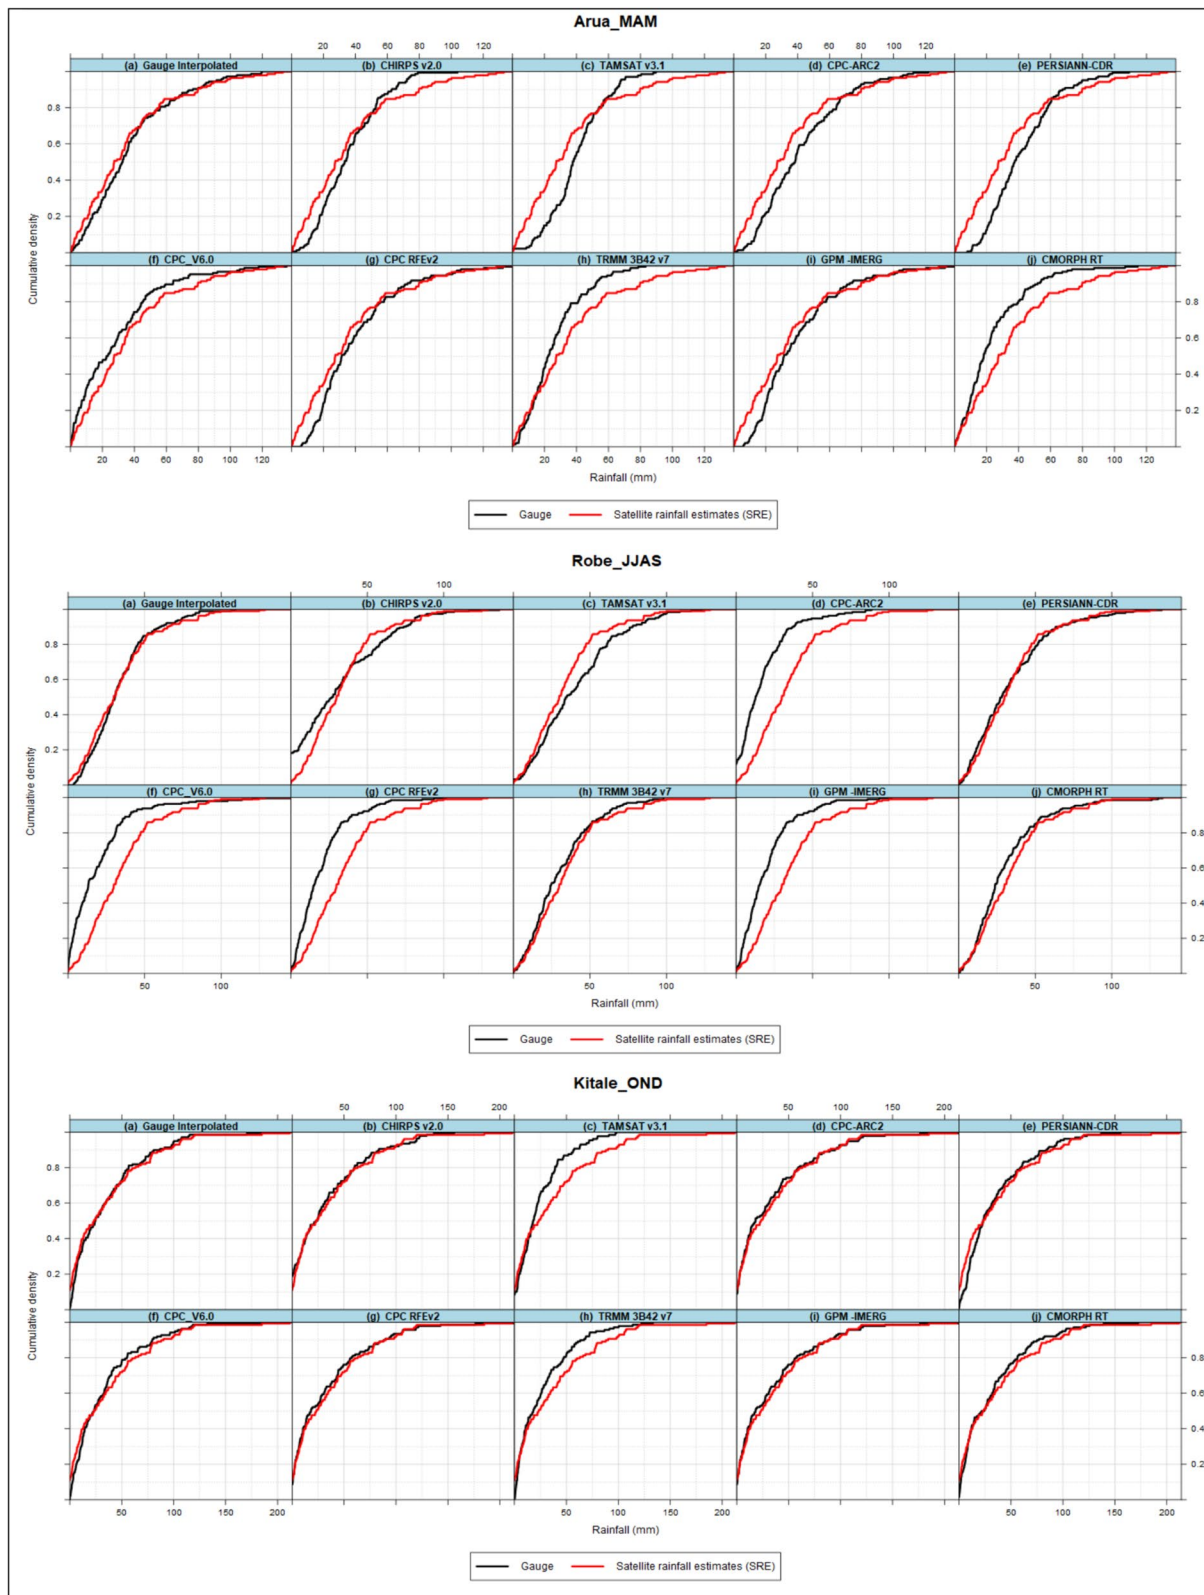 Arua_MAM
20 40 60 80 100 120 20 40 60 80 100 120
(a) Gauge Interpolated (b) CHIRPS v2.0 (c) TAMSAT v3.1 (d) CPC-ARC2 (e) PERSIANN-CDR
0.8
0.6
0.4
0.2
(f) CPC_V6.0 (g) CPC RFEv2 (h) TRMM 3B42 v7 (i) GPM -IMERG (j) CMORPH RT
0.8
0.6
0.4
0.2
Cumulative density
20 40 60 80 100 120 20 40 60 80 100 120 20 40 60 80 100 120
Rainfall (mm)
Gauge Satellite rainfall estimates (SRE)
Robe_JJAS
50 100 50 100
(a) Gauge Interpolated (b) CHIRPS v2.0 (c) TAMSAT v3.1 (d) CPC-ARC2 (e) PERSIANN-CDR
0.8
0.6
0.4
0.2
(f) CPC_V6.0 (g) CPC RFEv2 (h) TRMM 3B42 v7 (i) GPM -IMERG (j) CMORPH RT
0.8
0.6
0.4
0.2
Cumulative density
50 100 50 100 50 100
Rainfall (mm)
Gauge Satellite rainfall estimates (SRE)
Kitale_OND
50 100 150 200 50 100 150 200
(a) Gauge Interpolated (b) CHIRPS v2.0 (c) TAMSAT v3.1 (d) CPC-ARC2 (e) PERSIANN-CDR
0.8
0.6
0.4
0.2
(f) CPC_V6.0 (g) CPC RFEv2 (h) TRMM 3B42 v7 (i) GPM -IMERG (j) CMORPH RT
0.8
0.6
0.4
0.2
Cumulative density
50 100 150 200 50 100 150 200 50 100 150 200
Rainfall (mm)
Gauge Satellite rainfall estimates (SRE)